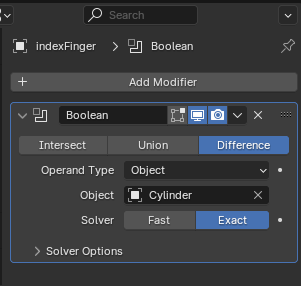 Search
indexFinger > Boolean
+ Add Modifier
Boolean
Intersect Union Difference
Operand Type Object
Object Cylinder
Solver Fast Exact
Solver Options